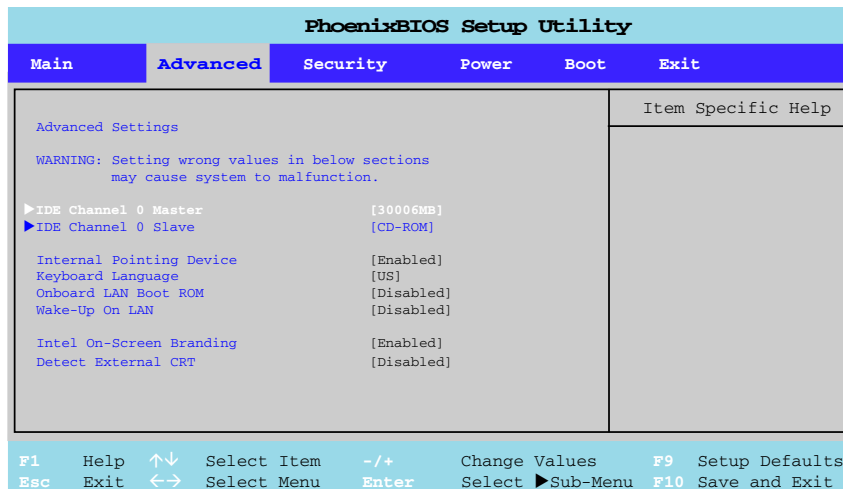 PhoenixBIOS Setup Utility
Main Advanced Security Power Boot Exit
Item Specific Help
Advanced Settings
WARNING: Setting wrong values in below sections
may cause system to malfunction.
▶IDE Channel 0 Master [30006MB]
▶IDE Channel 0 Slave [CD-ROM]
Internal Pointing Device [Enabled]
Keyboard Language [US]
Onboard LAN Boot ROM [Disabled]
Wake-Up On LAN [Disabled]
Intel On-Screen Branding [Enabled]
Detect External CRT [Disabled]
F1 Help ↑↓ Select Item -/+ Change Values F9 Setup Defaults
Esc Exit ←→ Select Menu Enter Select ▶Sub-Menu F10 Save and Exit